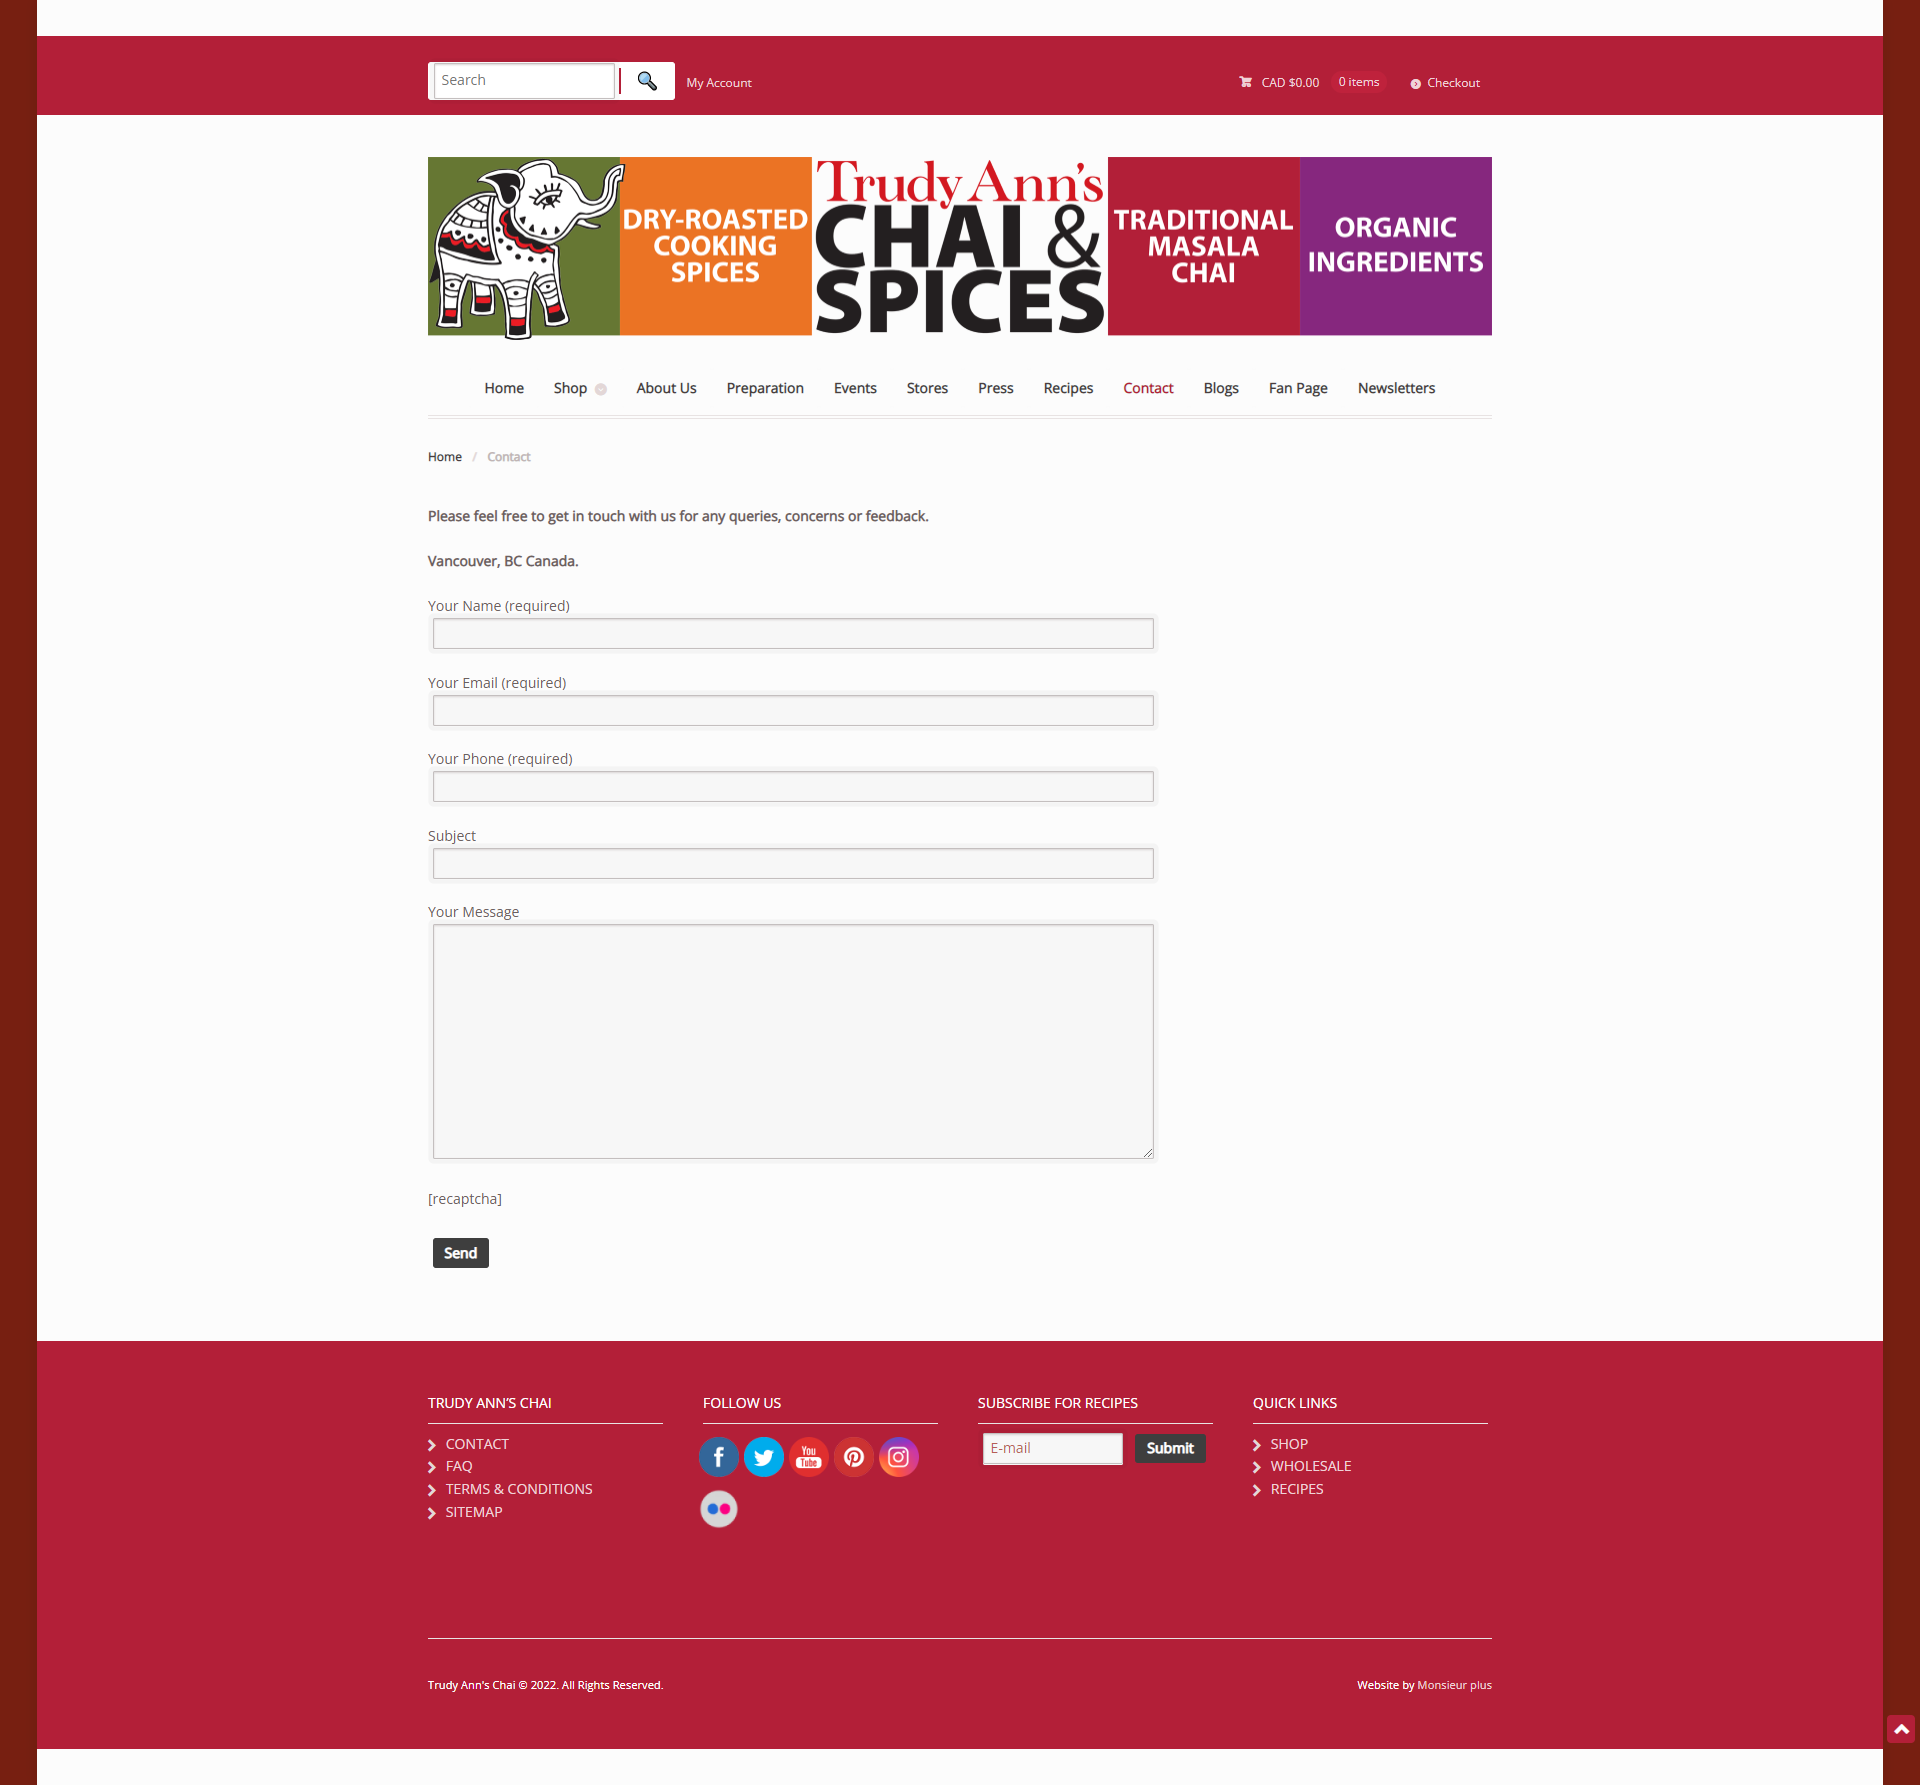 Search
My Account
CAD $0.00
0 items
Checkout
DRY-ROASTED
COOKING
SPICES
Trudy Ann's
CHAI &
SPICES
TRADITIONAL
MASALA
CHAI
ORGANIC
INGREDIENTS
Home Shop About Us Preparation Events Stores Press Recipes Contact Blogs Fan Page Newsletters
Home / Contact
Please feel free to get in touch with us for any queries, concerns or feedback.
Vancouver, BC Canada.
Your Name (required)
Your Email (required)
Your Phone (required)
Subject
Your Message
[recaptcha]
Send
TRUDY ANN'S CHAI
CONTACT
FAQ
TERMS & CONDITIONS
SITEMAP
FOLLOW US
f
You
Tube
SUBSCRIBE FOR RECIPES
E-mail
Submit
QUICK LINKS
SHOP
WHOLESALE
RECIPES
Trudy Ann's Chai © 2022. All Rights Reserved.
Website by Monsieur plus